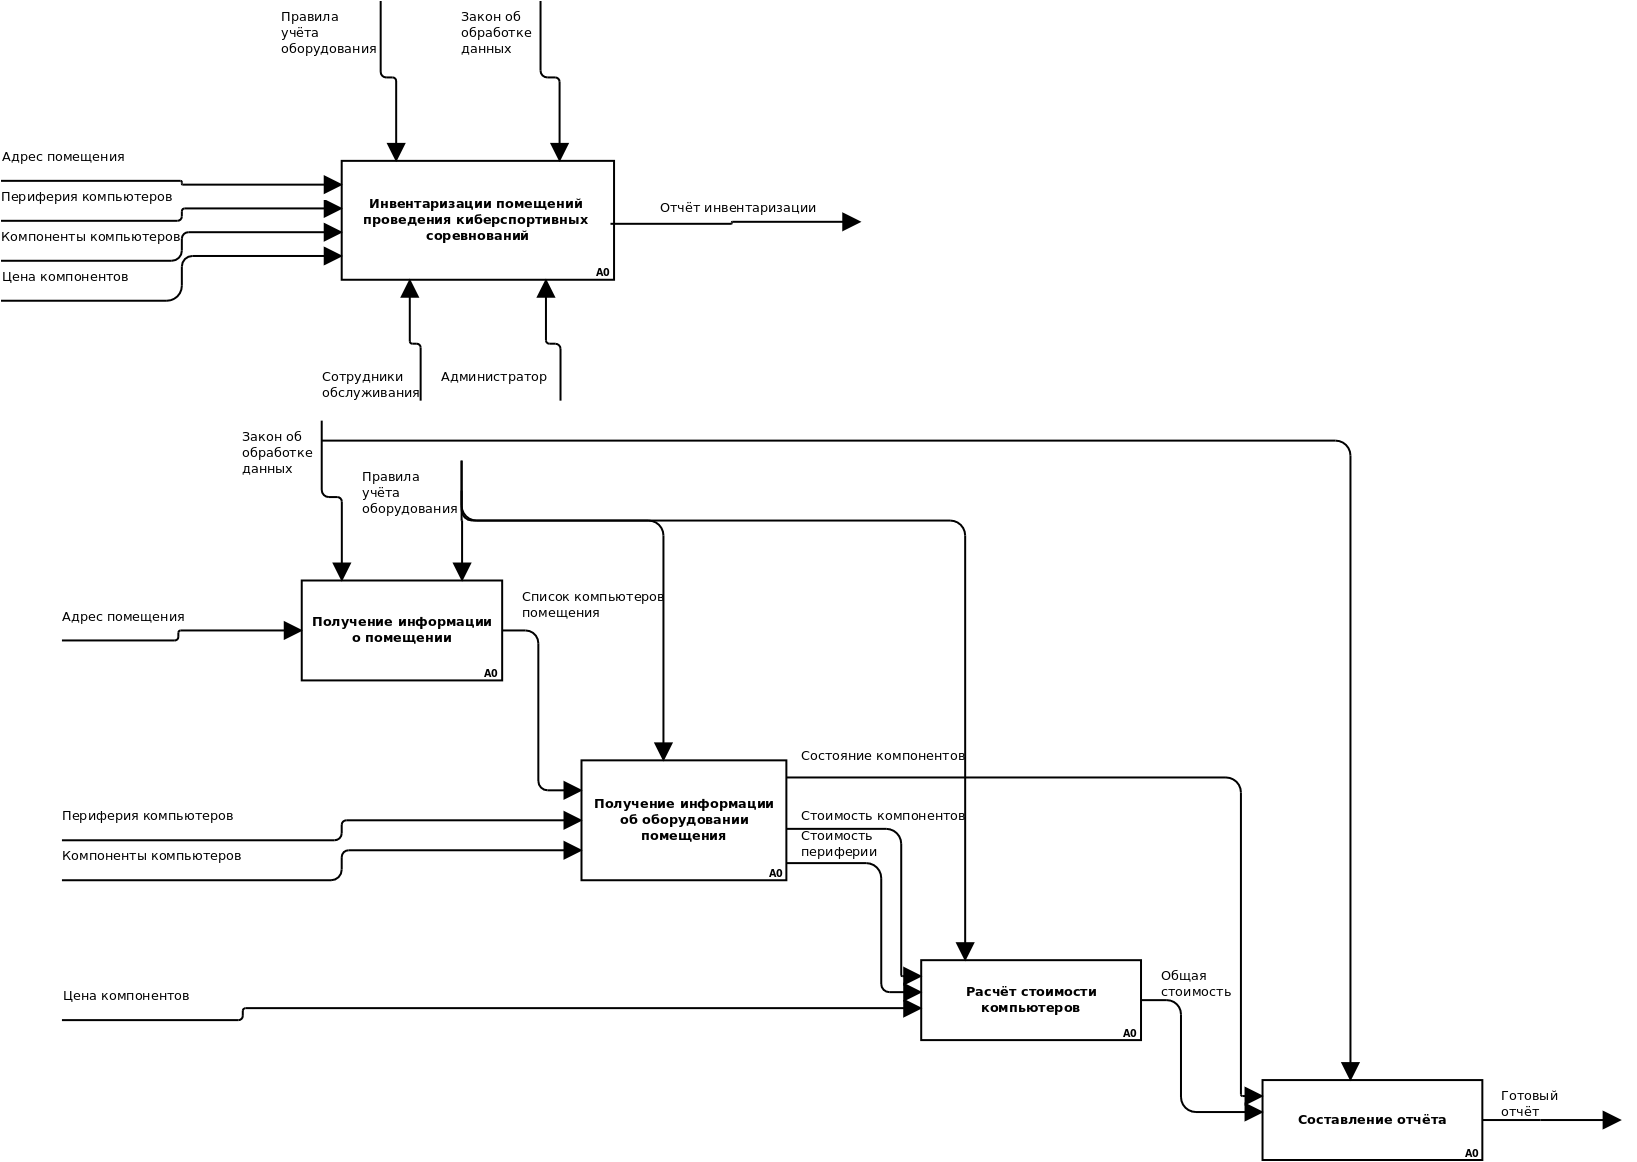 Правила
учёта
оборудования
Закон об
обработке
данных
Адрес помещения
Периферия компьютеров
Компоненты компьютеров
Цена компонентов
Инвентаризации помещений
проведения киберспортивных
соревнований
A0
Отчёт инвентаризации
Сотрудники
обслуживания
Администратор
Закон об
обработке
данных
Правила
учёта
оборудования
Адрес помещения
Получение информации
о помещении
A0
Список компьютеров
помещения
Периферия компьютеров
Компоненты компьютеров
Получение информации
об оборудовании
помещения
A0
Состояние компонентов
Стоимость компонентов
Стоимость
периферии
Цена компонентов
Расчёт стоимости
компьютеров
A0
Общая
стоимость
Составление отчёта
A0
Готовый
отчёт